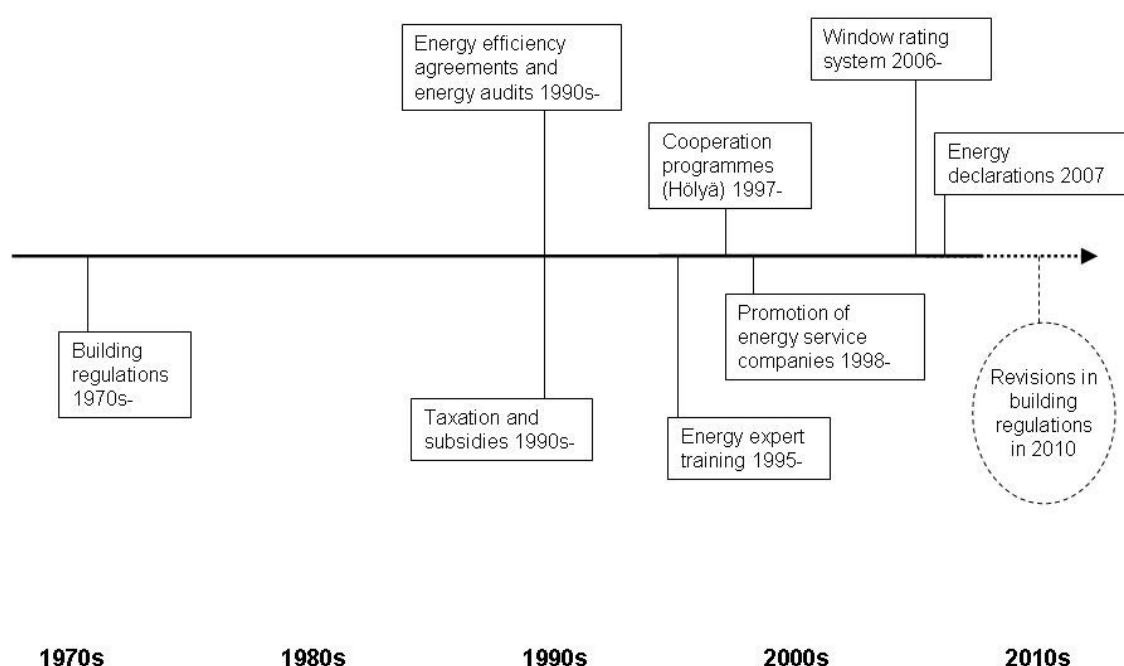 Energy efficiency
agreements and
energy audits 1990s-
Window rating
system 2006-
Cooperation
programmes
(Hölyä) 1997-
Energy
declarations 2007
Building
regulations
1970s-
Taxation and
subsidies 1990s-
Energy expert
training 1995-
Promotion of
energy service
companies 1998-
Revisions in
building
regulations
in 2010
1970s
1980s
1990s
2000s
2010s